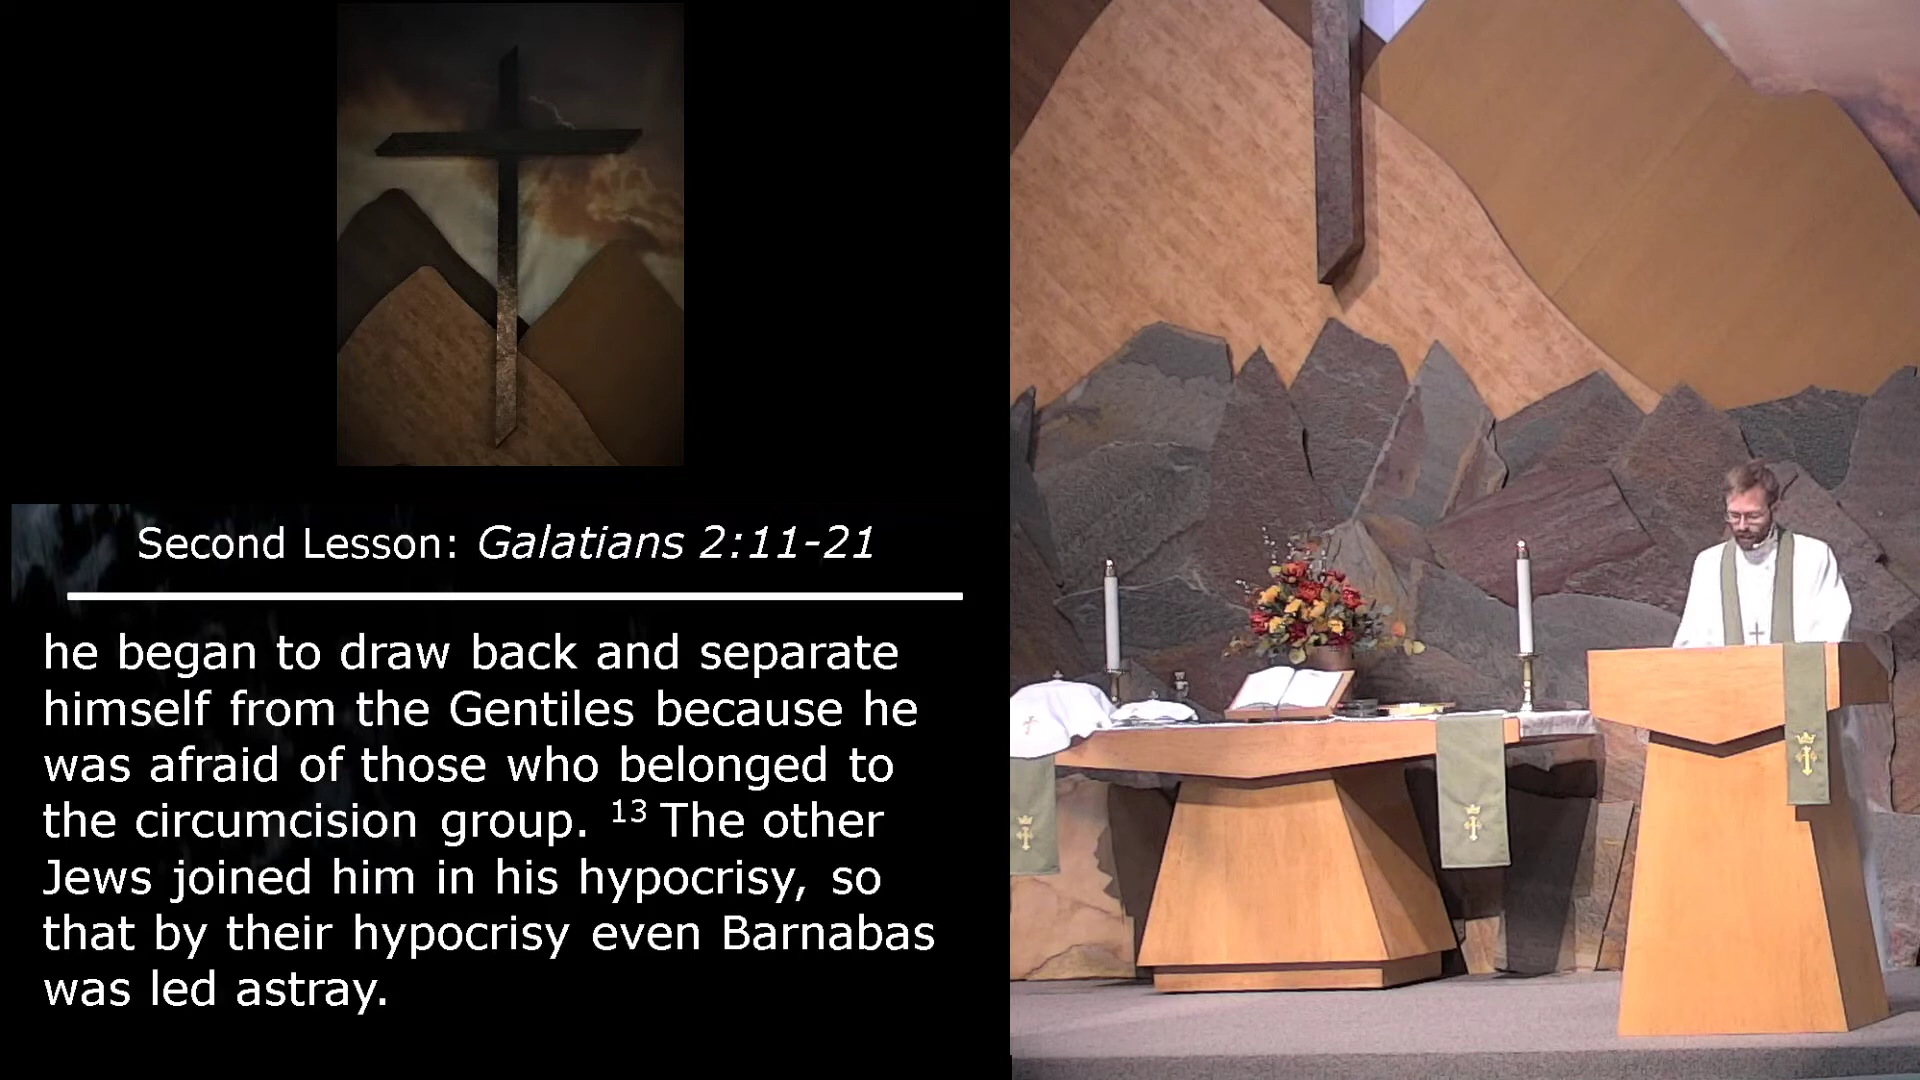 Second Lesson: Galatians 2:11-21
he began to draw back and separate
himself from the Gentiles because he
was afraid of those who belonged to
the circumcision group. 13 The other
Jews joined him in his hypocrisy, so
that by their hypocrisy even Barnabas
was led astray.